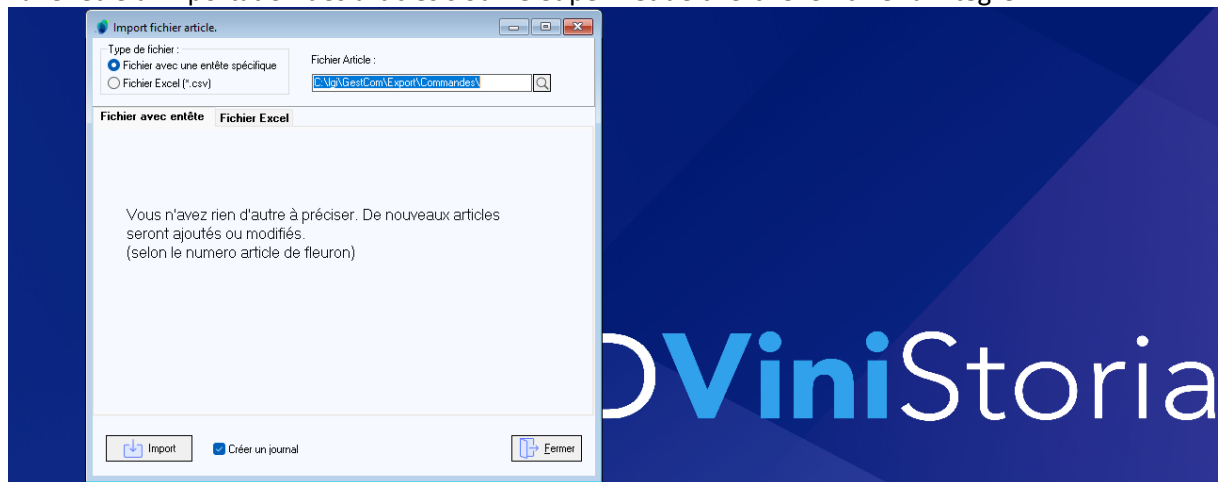 Import fichier article.
Type de fichier :
Fichier avec une entête spécifique
Fichier Excel (*.csv)
Fichier Article :
C:\lgi\GestCom\Export\Commandes\
Fichier avec entête Fichier Excel
Vous n'avez rien d'autre à préciser. De nouveaux articles
seront ajoutés ou modifiés.
(selon le numero article de fleuron)
DViniStoria
Import Créer un journal Fermer